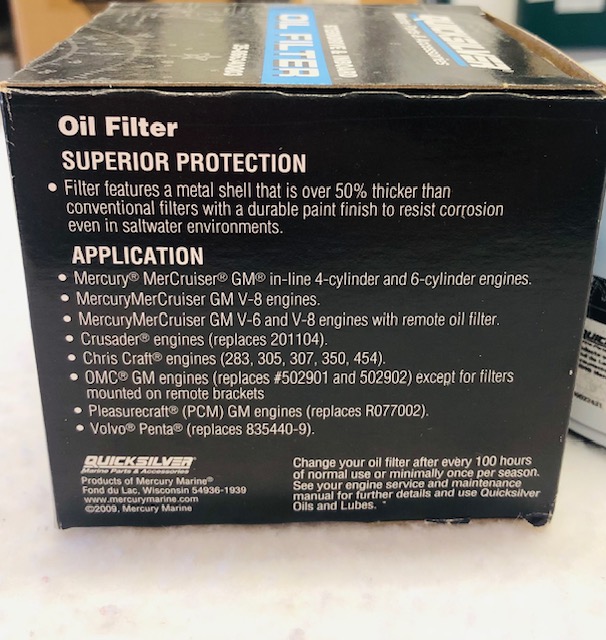 QUICKSILVER
OIL FILTER
Oil Filter
SUPERIOR PROTECTION
• Filter features a metal shell that is over 50% thicker than
conventional filters with a durable paint finish to resist corrosion
even in saltwater environments.
APPLICATION
• Mercury® MerCruiser® GM® in-line 4-cylinder and 6-cylinder engines.
• MercuryMerCruiser GM V-8 engines.
• MercuryMerCruiser GM V-6 and V-8 engines with remote oil filter.
• Crusader® engines (replaces 201104).
• Chris Craft® engines (283, 305, 307, 350, 454).
• OMC® GM engines (replaces #502901 and 502902) except for filters
mounted on remote brackets
• Pleasurecraft® (PCM) GM engines (replaces R077002).
• Volvo® Penta® (replaces 835440-9).
QUICKSILVER®
Marine Parts & Accessories
Products of Mercury Marine®
Fond du Lac, Wisconsin 54936-1939
www.mercurymarine.com
©2009, Mercury Marine
Change your oil filter after every 100 hours
of normal use or minimally once per season.
See your engine service and maintenance
manual for further details and use Quicksilver
Oils and Lubes.